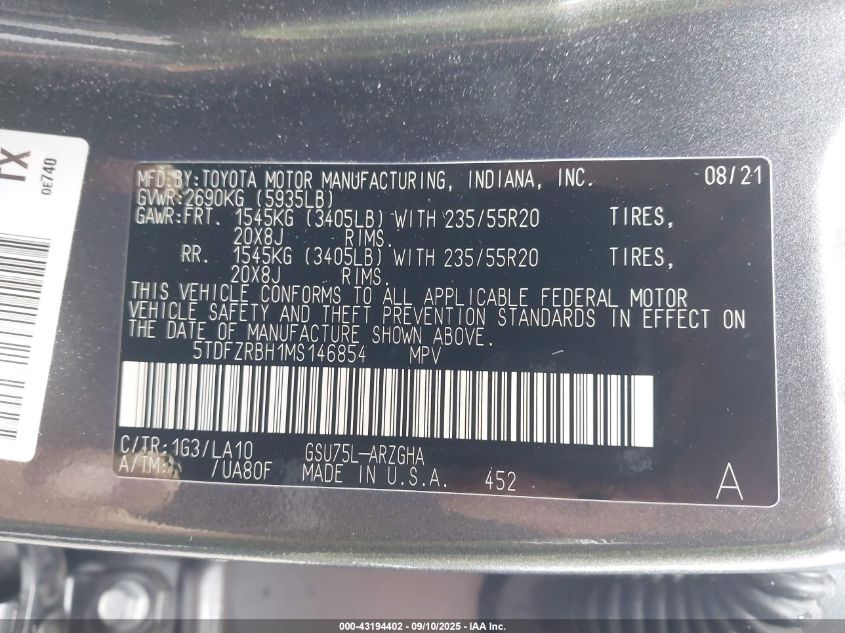 XT
0E740
MFD.BY:TOYOTA MOTOR MANUFACTURING, INDIANA, INC. 08/21
GVWR:2690KG (5935LB)
GAWR:FRT. 1545KG (3405LB) WITH 235/55R20 TIRES,
20X8J RIMS.
RR. 1545KG (3405LB) WITH 235/55R20 TIRES,
20X8J RIMS.
THIS VEHICLE CONFORMS TO ALL APPLICABLE FEDERAL MOTOR
VEHICLE SAFETY AND THEFT PREVENTION STANDARDS IN EFFECT ON
THE DATE OF MANUFACTURE SHOWN ABOVE.
5TDFZRBH1MS146854 MPV
C/TR:1G3/LA10 GSU75L-ARZGHA
A/TM: /UA80F MADE IN U.S.A. 452 A
000-43194402 - 09/10/2025 - IAA Inc.